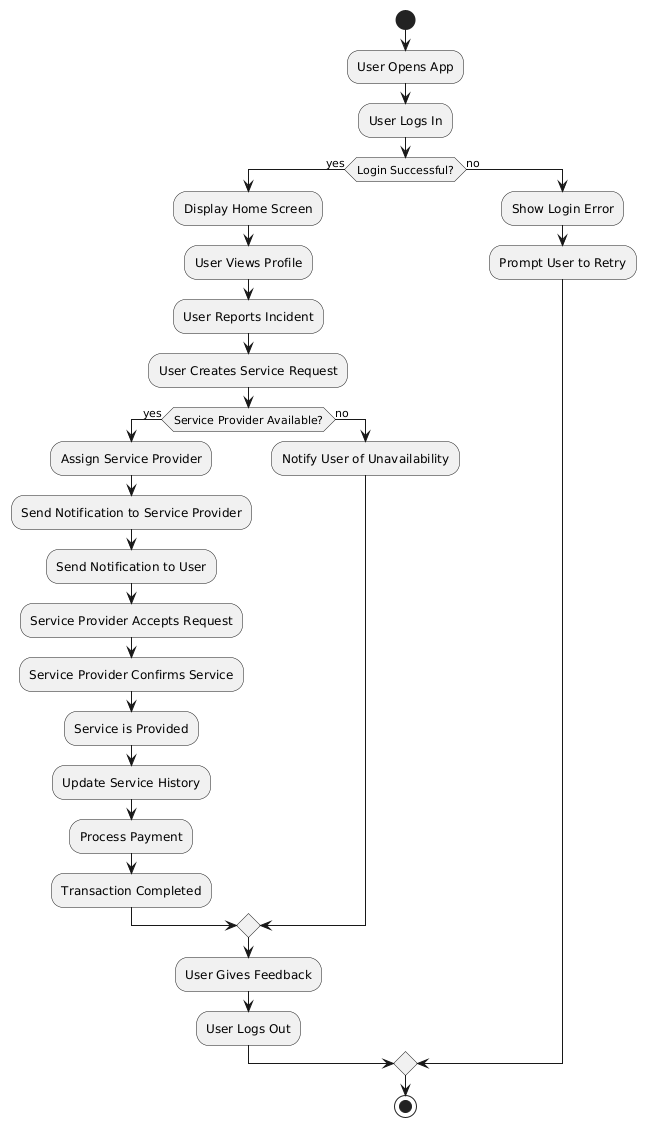 User Opens App
User Logs In
yes
Login Successful?
no
Display Home Screen
Show Login Error
User Views Profile
Prompt User to Retry
User Reports Incident
User Creates Service Request
yes
Service Provider Available?
no
Assign Service Provider
Notify User of Unavailability
Send Notification to Service Provider
Send Notification to User
Service Provider Accepts Request
Service Provider Confirms Service
Service is Provided
Update Service History
Process Payment
Transaction Completed
User Gives Feedback
User Logs Out